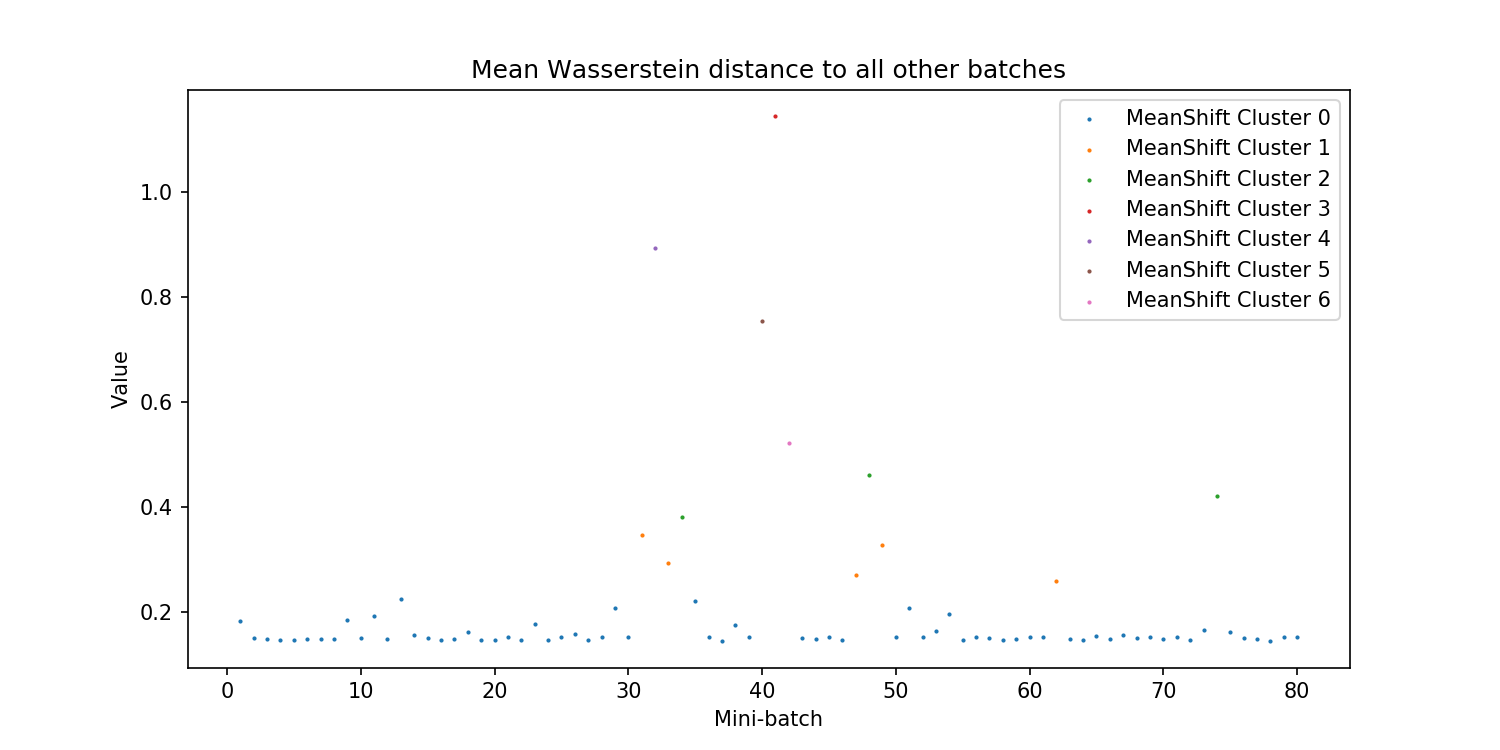 Mean Wasserstein distance to all other batches
MeanShift Cluster 0
MeanShift Cluster 1
MeanShift Cluster 2
MeanShift Cluster 3
MeanShift Cluster 4
MeanShift Cluster 5
MeanShift Cluster 6
Value
1.0
0.8
0.6
0.4
0.2
0 10 20 30 40 50 60 70 80
Mini-batch